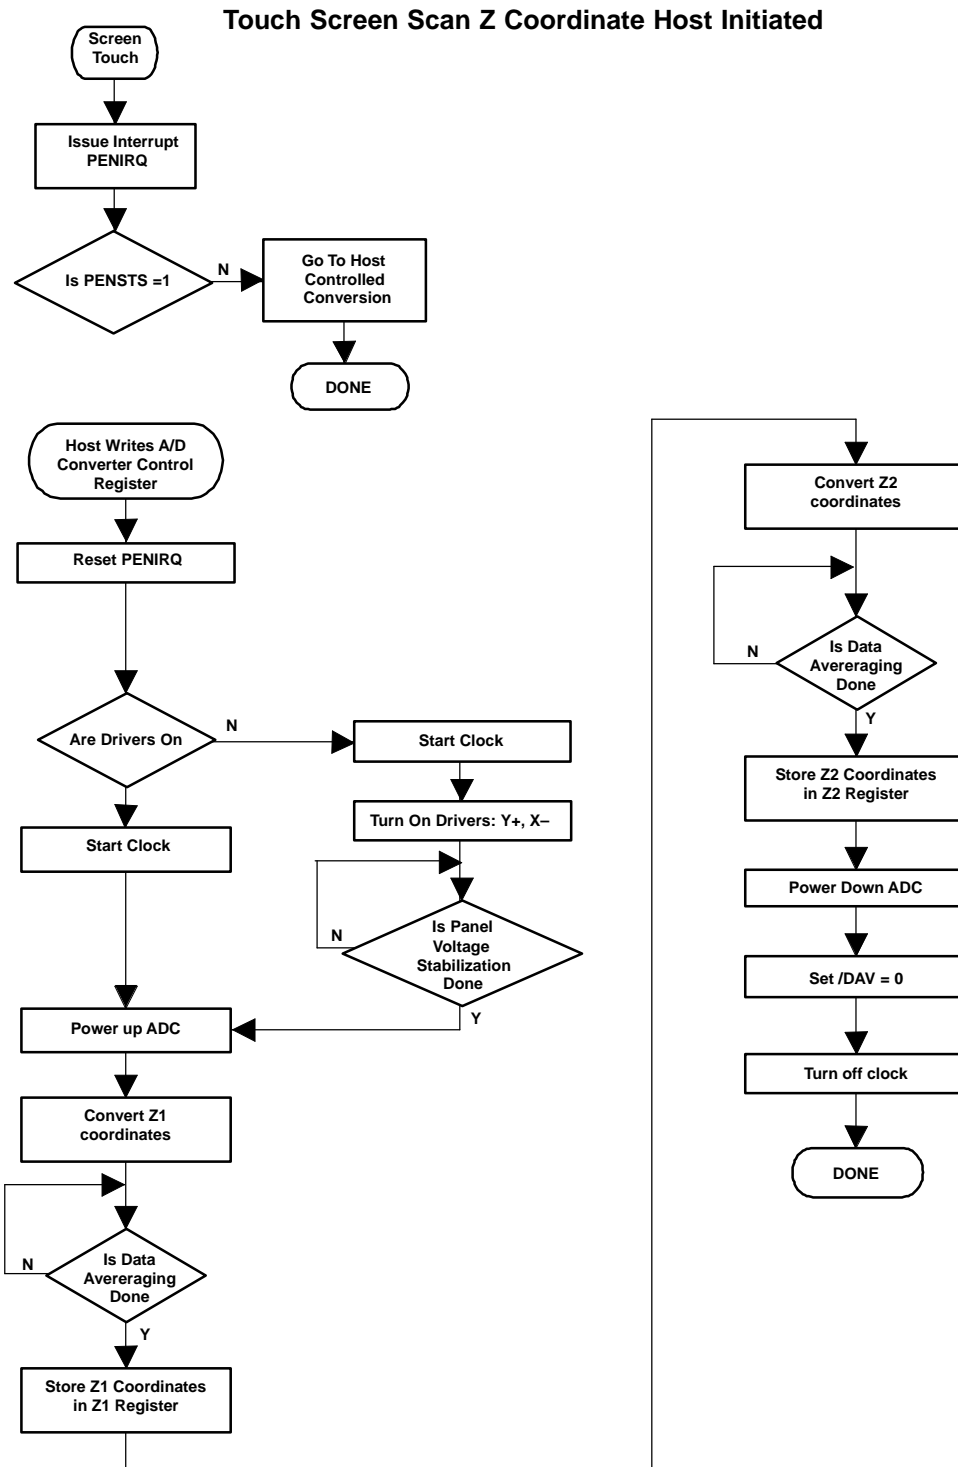 Touch Screen Scan Z Coordinate Host Initiated
Screen
Touch
Issue Interrupt
PENIRQ
Is PENSTS =1
N
Go To Host
Controlled
Conversion
DONE
Host Writes A/D
Converter Control
Register
Reset PENIRQ
Are Drivers On
N
Start Clock
Turn On Drivers: Y+, X–
Start Clock
N
Is Panel
Voltage
Stabilization
Done
Y
Power up ADC
Convert Z1
coordinates
N
Is Data
Avereraging
Done
Y
Store Z1 Coordinates
in Z1 Register
Convert Z2
coordinates
N
Is Data
Avereraging
Done
Y
Store Z2 Coordinates
in Z2 Register
Power Down ADC
Set /DAV = 0
Turn off clock
DONE